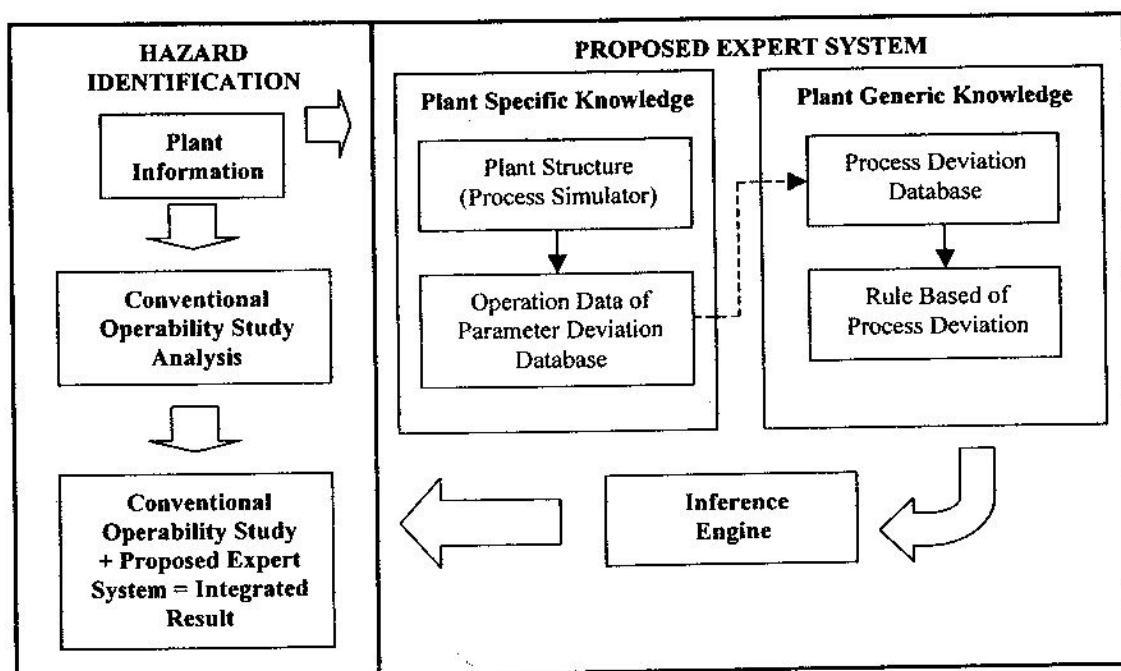 HAZARD
IDENTIFICATION
Plant
Information
Conventional
Operability Study
Analysis
Conventional
Operability Study
+ Proposed Expert
System = Integrated
Result
PROPOSED EXPERT SYSTEM
Plant Specific Knowledge
Plant Structure
(Process Simulator)
Operation Data of
Parameter Deviation
Database
Plant Generic Knowledge
Process Deviation
Database
Rule Based of
Process Deviation
Inference
Engine